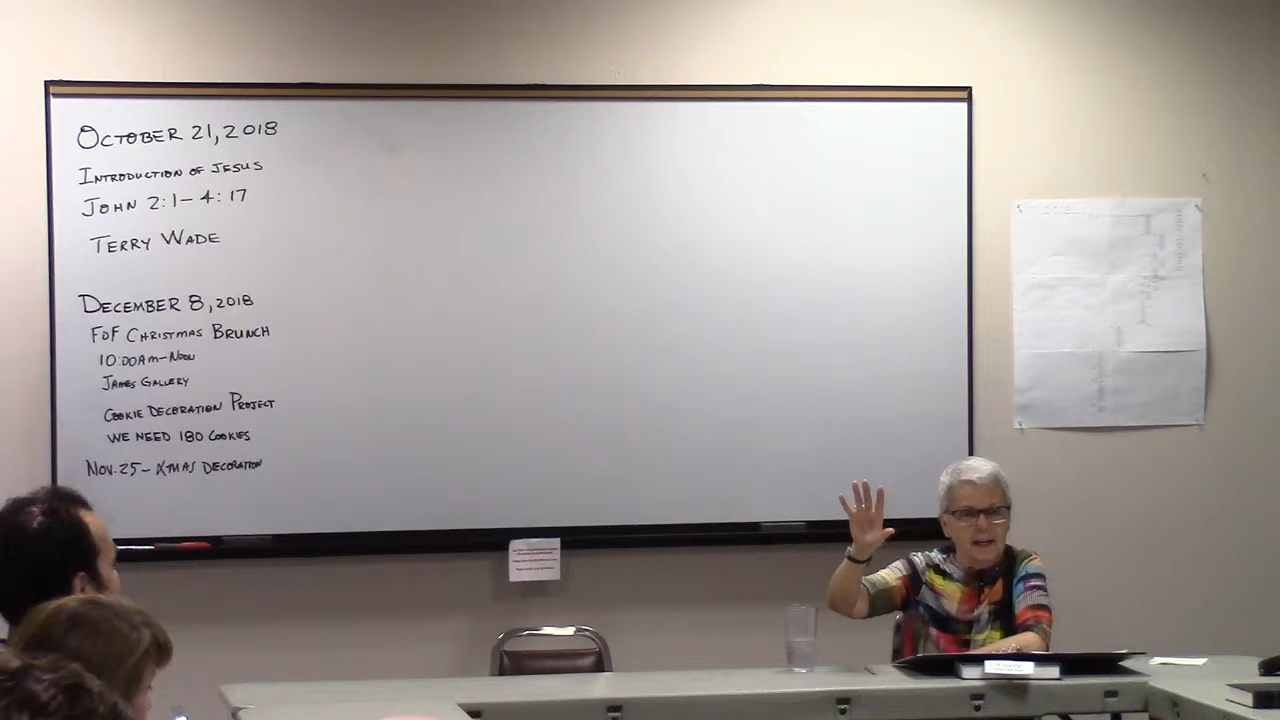 OCTOBER 21, 2018
INTRODUCTION OF JESUS
JOHN 2:1-4:17
TERRY WADE
DECEMBER 8, 2018
FOF CHRISTMAS BRUNCH
10:00AM-NOON
JAMES GALLERY
COOKIE DECORATION PROJECT
WE NEED 180 COOKIES
NOV. 25-XMAS DECORATION